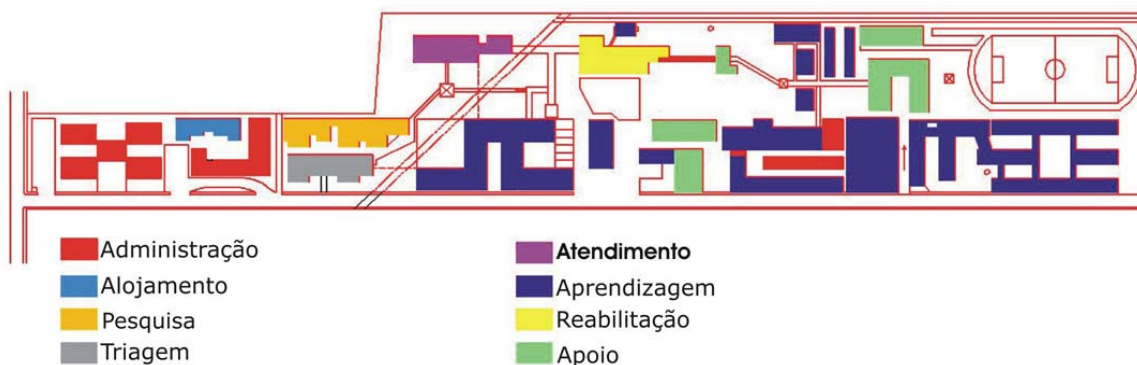 Administração
Alojamento
Pesquisa
Triagem
Atendimento
Aprendizagem
Reabilitação
Apoio